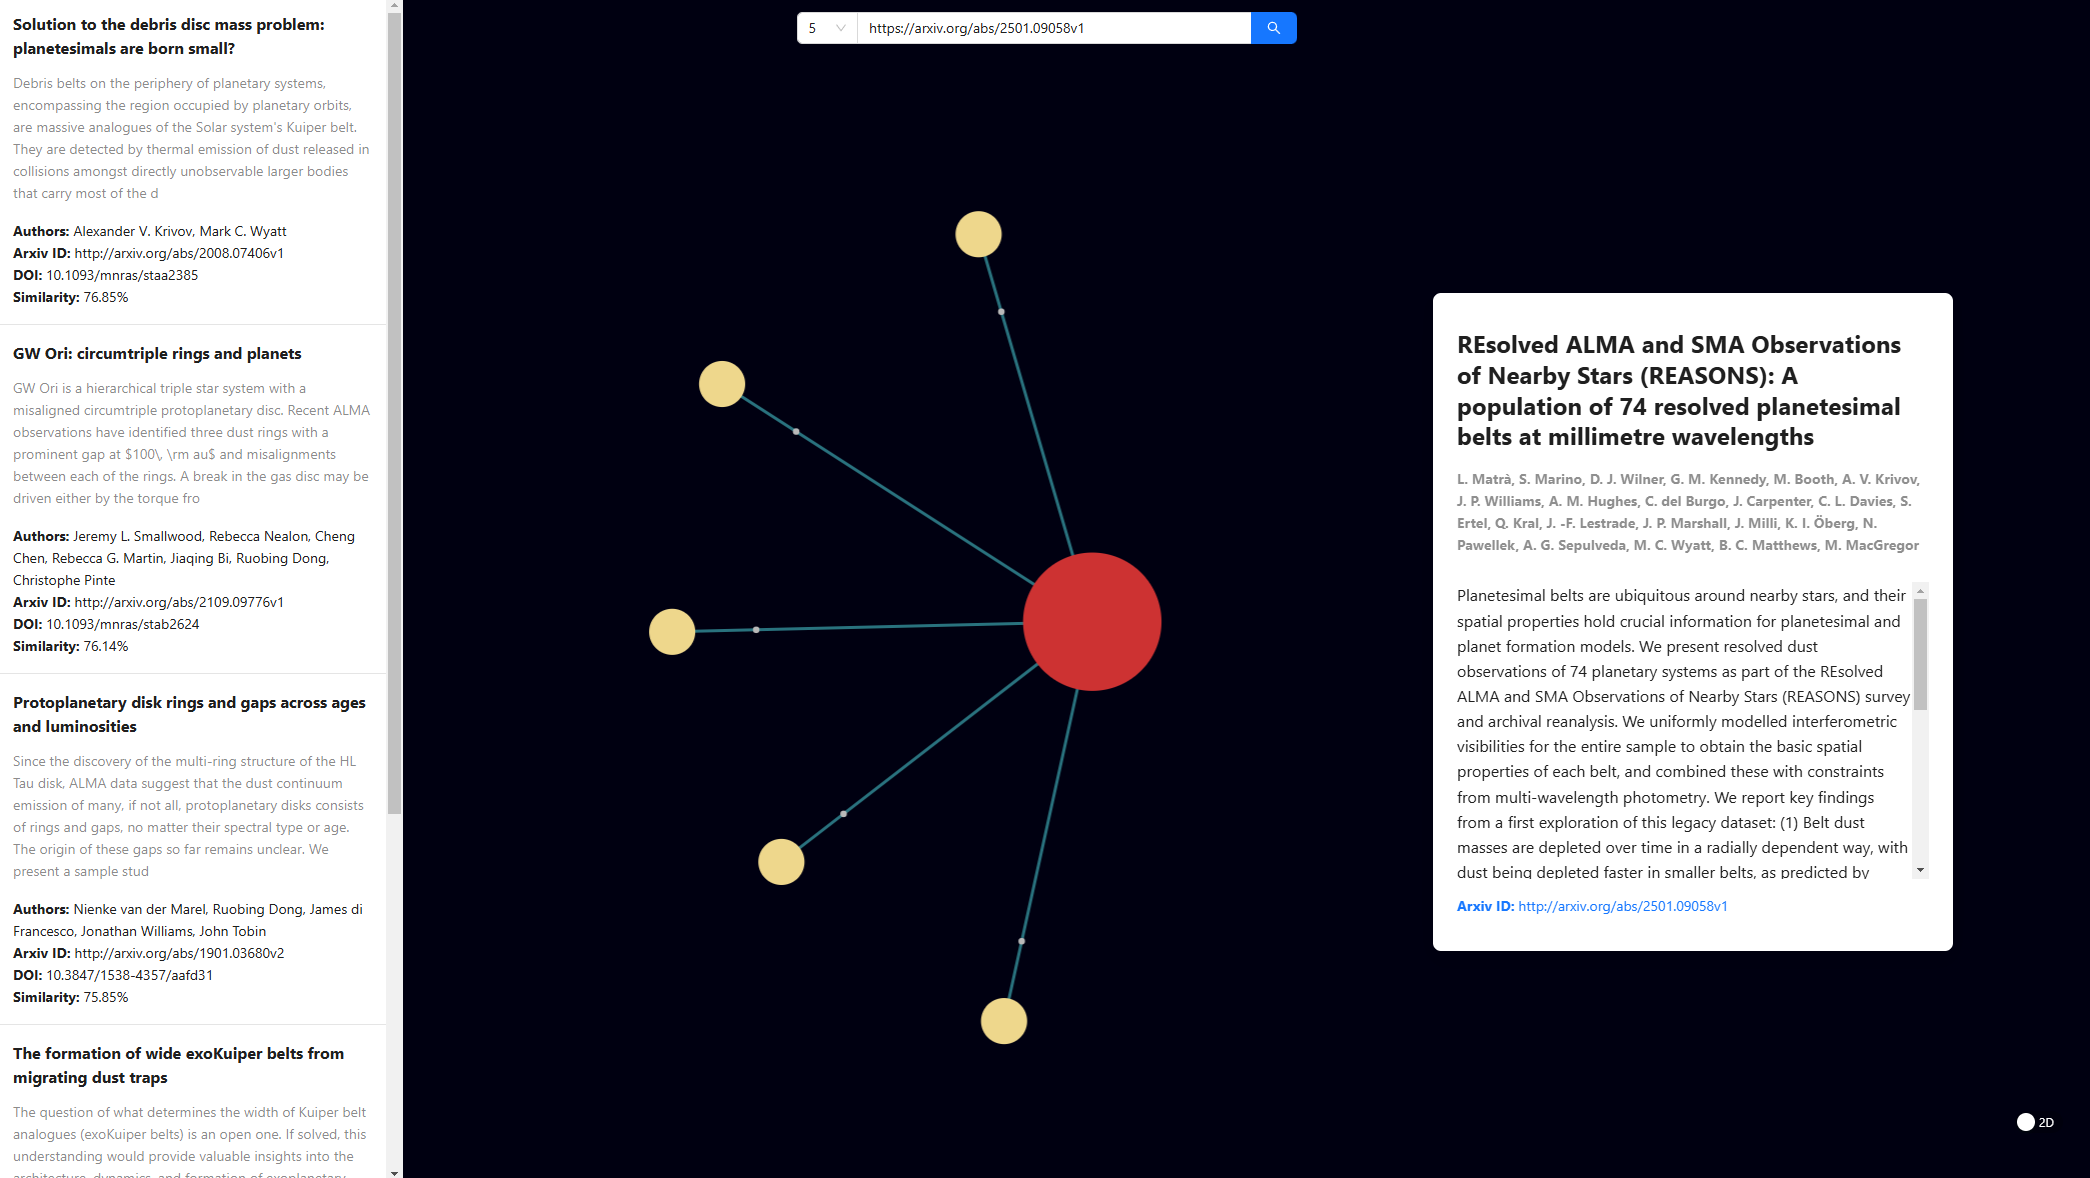 Solution to the debris disc mass problem:
planetesimals are born small?
Debris belts on the periphery of planetary systems,
encompassing the region occupied by planetary orbits,
are massive analogues of the Solar system's Kuiper belt.
They are detected by thermal emission of dust released in
collisions amongst directly unobservable larger bodies
that carry most of the d
Authors: Alexander V. Krivov, Mark C. Wyatt
Arxiv ID: http://arxiv.org/abs/2008.07406v1
DOI: 10.1093/mnras/staa2385
Similarity: 76.85%
GW Ori: circumtriple rings and planets
GW Ori is a hierarchical triple star system with a
misaligned circumtriple protoplanetary disc. Recent ALMA
observations have identified three dust rings with a
prominent gap at $100\, \rm au$ and misalignments
between each of the rings. A break in the gas disc may be
driven either by the torque fro
Authors: Jeremy L. Smallwood, Rebecca Nealon, Cheng
Chen, Rebecca G. Martin, Jiaqing Bi, Ruobing Dong,
Christophe Pinte
Arxiv ID: http://arxiv.org/abs/2109.09776v1
DOI: 10.1093/mnras/stab2624
Similarity: 76.14%
Protoplanetary disk rings and gaps across ages
and luminosities
Since the discovery of the multi-ring structure of the HL
Tau disk, ALMA data suggest that the dust continuum
emission of many, if not all, protoplanetary disks consists
of rings and gaps, no matter their spectral type or age.
The origin of these gaps so far remains unclear. We
present a sample stud
Authors: Nienke van der Marel, Ruobing Dong, James di
Francesco, Jonathan Williams, John Tobin
Arxiv ID: http://arxiv.org/abs/1901.03680v2
DOI: 10.3847/1538-4357/aafd31
Similarity: 75.85%
The formation of wide exoKuiper belts from
migrating dust traps
The question of what determines the width of Kuiper belt
analogues (exoKuiper belts) is an open one. If solved, this
understanding would provide valuable insights into the
architecture, dynamics, and formation of exoplanetary
5
https://arxiv.org/abs/2501.09058v1
REsolved ALMA and SMA Observations
of Nearby Stars (REASONS): A
population of 74 resolved planetesimal
belts at millimetre wavelengths
L. Matrà, S. Marino, D. J. Wilner, G. M. Kennedy, M. Booth, A. V. Krivov,
J. P. Williams, A. M. Hughes, C. del Burgo, J. Carpenter, C. L. Davies, S.
Ertel, Q. Kral, J. -F. Lestrade, J. P. Marshall, J. Milli, K. I. Öberg, N.
Pawellek, A. G. Sepulveda, M. C. Wyatt, B. C. Matthews, M. MacGregor
Planetesimal belts are ubiquitous around nearby stars, and their
spatial properties hold crucial information for planetesimal and
planet formation models. We present resolved dust
observations of 74 planetary systems as part of the REsolved
ALMA and SMA Observations of Nearby Stars (REASONS) survey
and archival reanalysis. We uniformly modelled interferometric
visibilities for the entire sample to obtain the basic spatial
properties of each belt, and combined these with constraints
from multi-wavelength photometry. We report key findings
from a first exploration of this legacy dataset: (1) Belt dust
masses are depleted over time in a radially dependent way, with
dust being depleted faster in smaller belts, as predicted by
Arxiv ID: http://arxiv.org/abs/2501.09058v1
2D